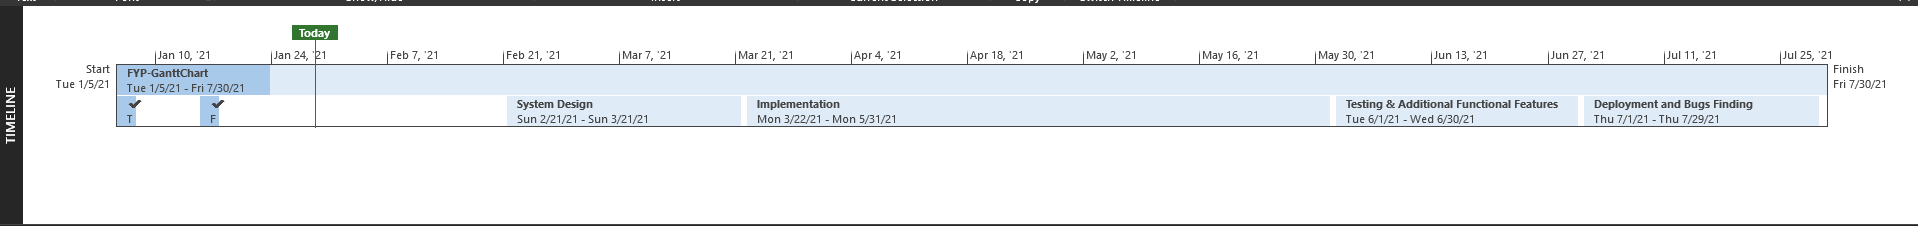 Today
Jan 10, '21
Jan 24, '21
Feb 7, '21
Feb 21, '21
Mar 7, '21
Mar 21, '21
Apr 4, '21
Apr 18, '21
May 2, '21
May 16, '21
May 30, '21
Jun 13, '21
Jun 27, '21
Jul 11, '21
Jul 25, '21
Start
Tue 1/5/21
FYP-GanttChart
Tue 1/5/21 - Fri 7/30/21
Finish
Fri 7/30/21
T
F
System Design
Sun 2/21/21 - Sun 3/21/21
Implementation
Mon 3/22/21 - Mon 5/31/21
Testing & Additional Functional Features
Tue 6/1/21 - Wed 6/30/21
Deployment and Bugs Finding
Thu 7/1/21 - Thu 7/29/21
TIMELINE